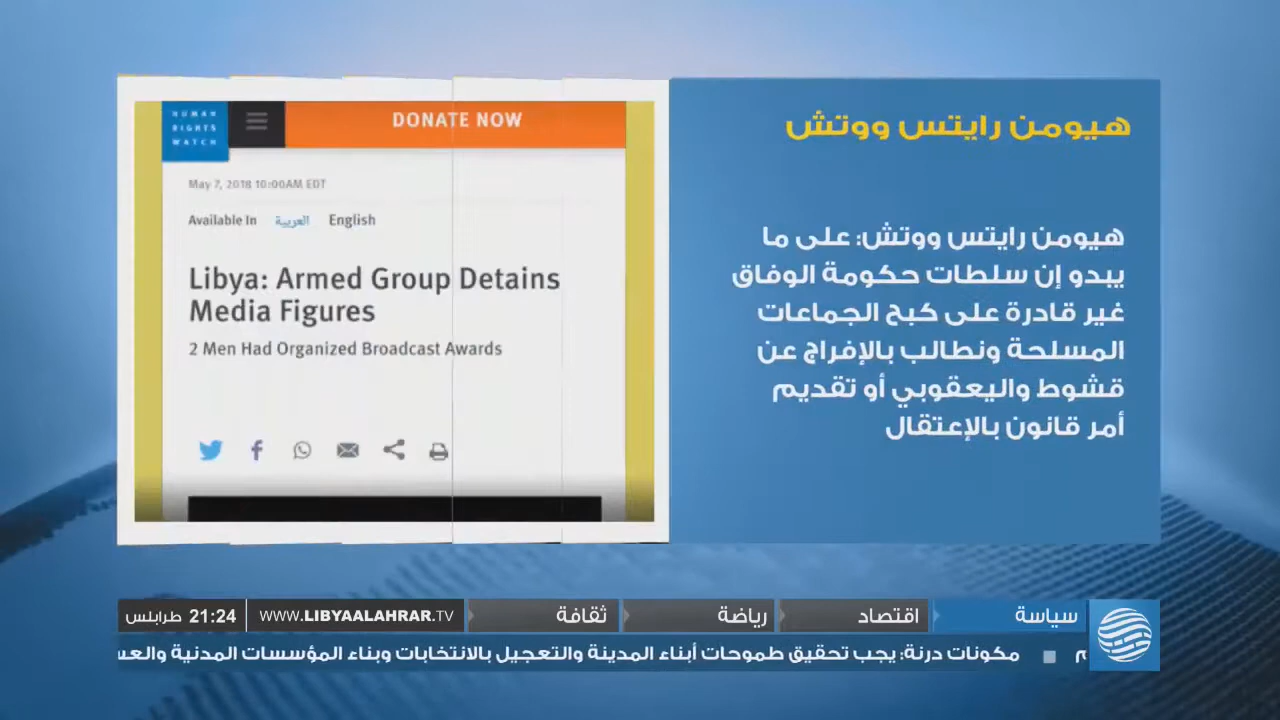 HUMAN
RIGHTS
WATCH
DONATE NOW
May 7, 2018 10:00AM EDT
Available In العربية English
Libya: Armed Group Detains
Media Figures
2 Men Had Organized Broadcast Awards
هيومن رايتس ووتش
هيومن رايتس ووتش: على ما
يبدو إن سلطات حكومة الوفاق
غير قادرة على كبح الجماعات
المسلحة ونطالب بالإفراج عن
قشوط واليعقوبي أو تقديم
أمر قانون بالإعتقال
سياسة
اقتصاد
رياضة
ثقافة
WWW.LIBYAALAHRAR.TV
21:24 طرابلس
مكونات درنة: يجب تحقيق طموحات أبناء المدينة والتعجيل بالانتخابات وبناء المؤسسات المدنية